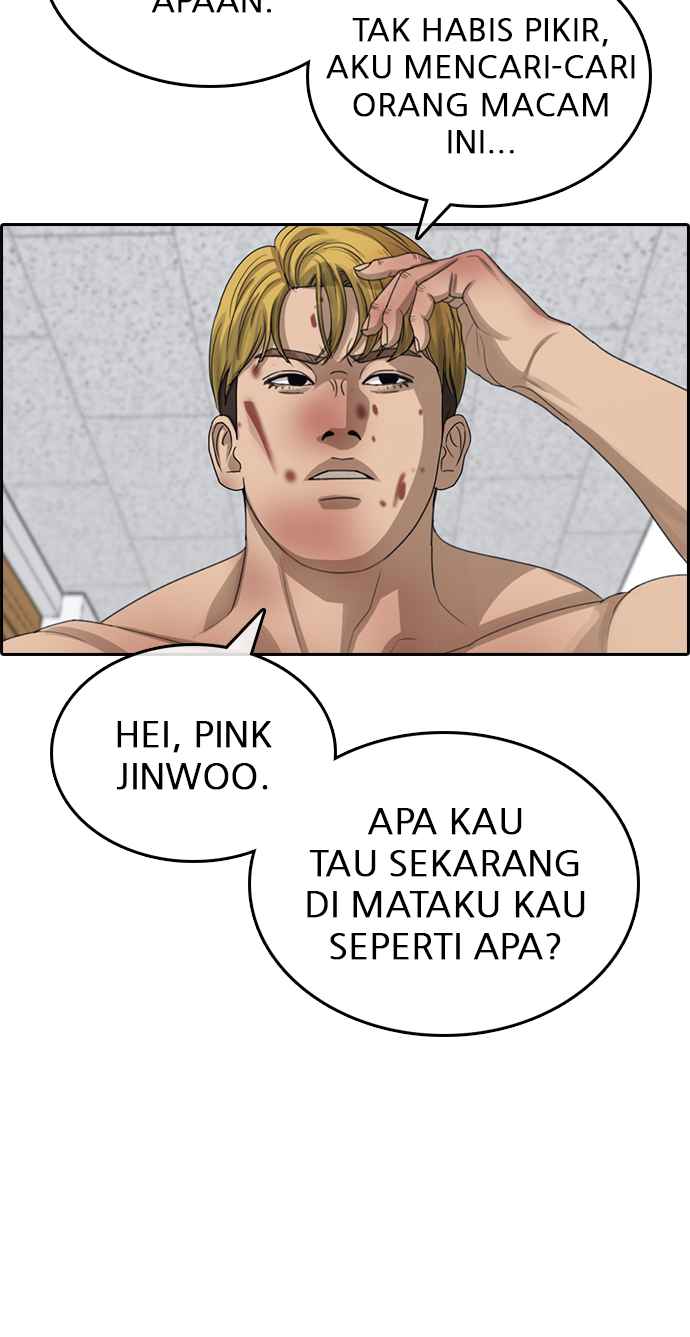 APAAN.
TAK HABIS PIKIR,
AKU MENCARI-CARI
ORANG MACAM
INI...
HEI, PINK
JINWOO.
APA KAU
TAU SEKARANG
DI MATAKU KAU
SEPERTI APA?